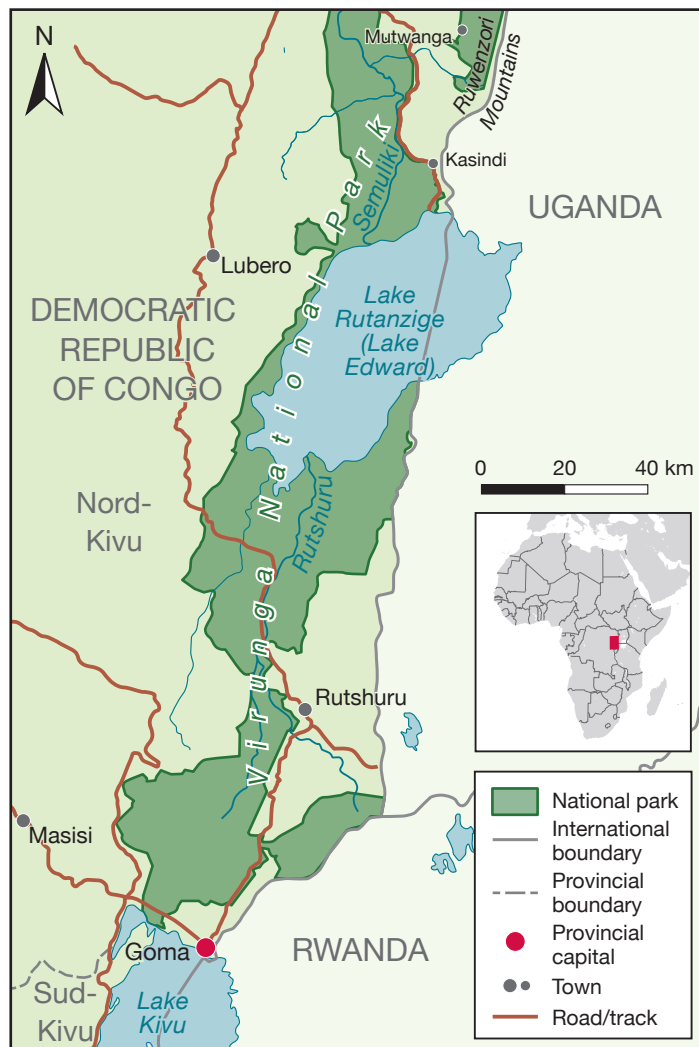 N
Mutwanga
Ruwenzori
Mountains
Kasindi
Semuliki
UGANDA
Lubero
Lake
Rutanzige
(Lake
Edward)
DEMOCRATIC
REPUBLIC
OF CONGO
Virunga National Park
0 20 40 km
Nord-
Kivu
Rutshuru
Rutshuru
Masisi
Goma
RWANDA
Sud-
Kivu
Lake
Kivu
National park
International
boundary
Provincial
boundary
Provincial
capital
Town
Road/track